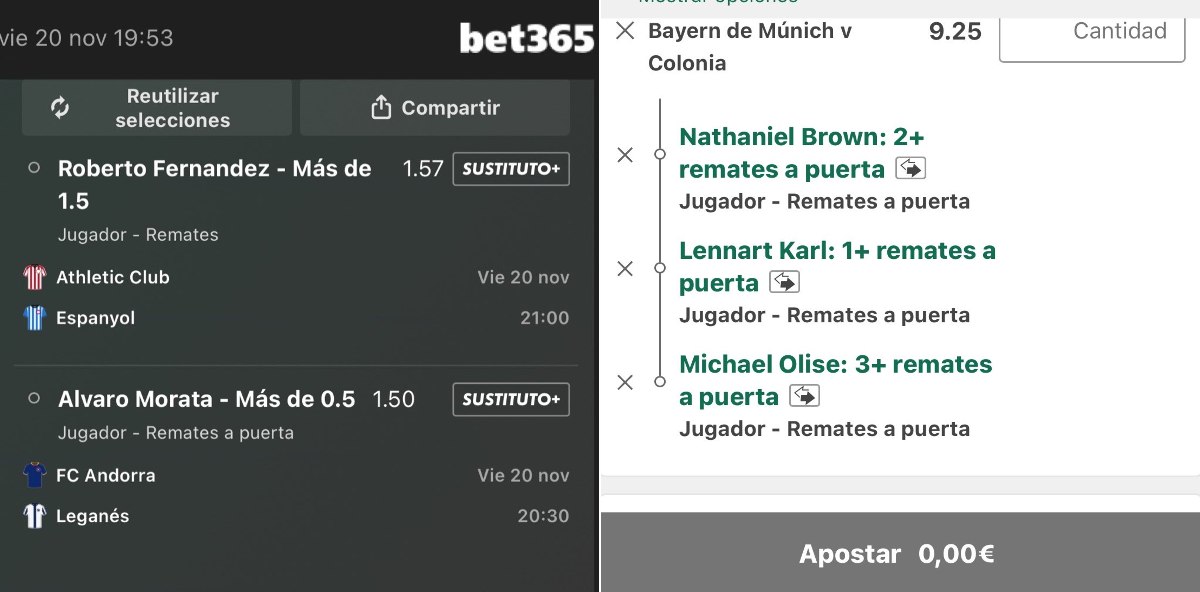 vie 20 nov 19:53
bet365
Reutilizar
selecciones
Compartir
Roberto Fernandez - Más de
1.5
1.57
SUSTITUTO+
Jugador - Remates
Athletic Club
Vie 20 nov
Espanyol
21:00
Alvaro Morata - Más de 0.5
1.50
SUSTITUTO+
Jugador - Remates a puerta
FC Andorra
Vie 20 nov
Leganés
20:30
Mostrar opciones
Bayern de Múnich v
Colonia
9.25
Cantidad
Nathaniel Brown: 2+
remates a puerta
Jugador - Remates a puerta
Lennart Karl: 1+ remates a
puerta
Jugador - Remates a puerta
Michael Olise: 3+ remates
a puerta
Jugador - Remates a puerta
Apostar 0,00€